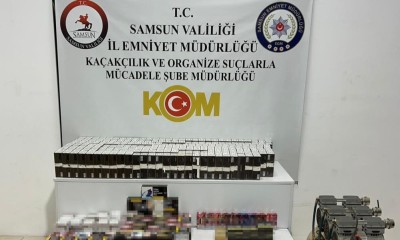 T.C.
SAMSUN VALİLİĞİ
İL EMNİYET MÜDÜRLÜĞÜ
KAÇAKÇILIK VE ORGANİZE SUÇLARLA
MÜCADELE ŞUBE MÜDÜRLÜĞÜ
KOM
T.C.
SAMSUN